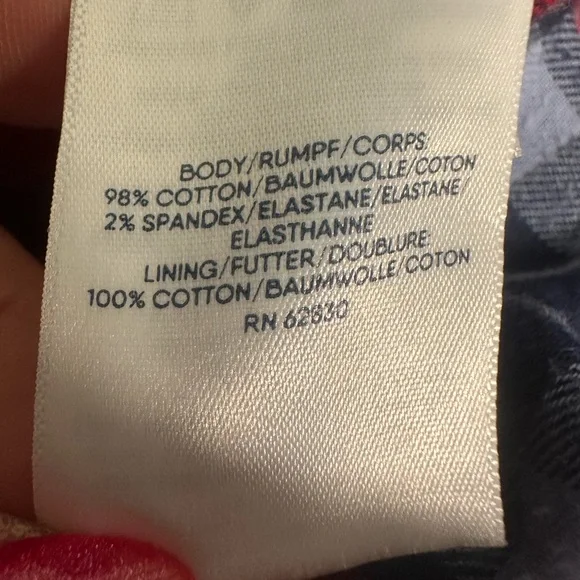 BODY/RUMPF/CORPS
98% COTTON/BAUMWOLLE/COTON
2% SPANDEX/ELASTANE/ELASTANE/
ELASTHANNE
LINING/FUTTER/DOUBLURE:
100% COTTON/BAUMWOLLE/COTON
RN 62830